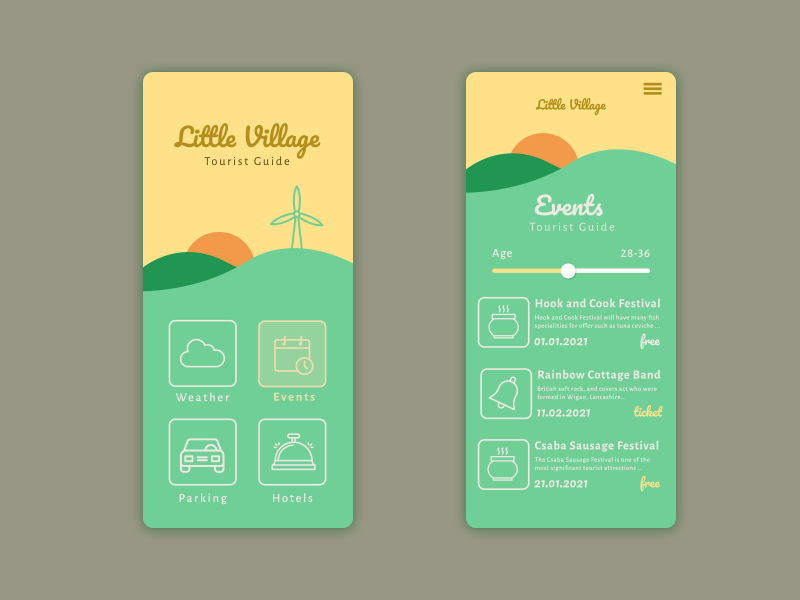 Little Village
Tourist Guide
Weather
Events
Parking
Hotels
Little Village
Events
Tourist Guide
Age 28-36
Hook and Cook Festival
Hook and Cook Festival will have many fish
specialities for offer such as tuna ceviche ...
01.01.2021 free
Rainbow Cottage Band
British soft rock, and covers act who were
formed in Wigan, Lancashire...
11.02.2021 ticket
Csaba Sausage Festival
The Csaba Sausage Festival is one of the
most significant tourist attractions ...
21.01.2021 free